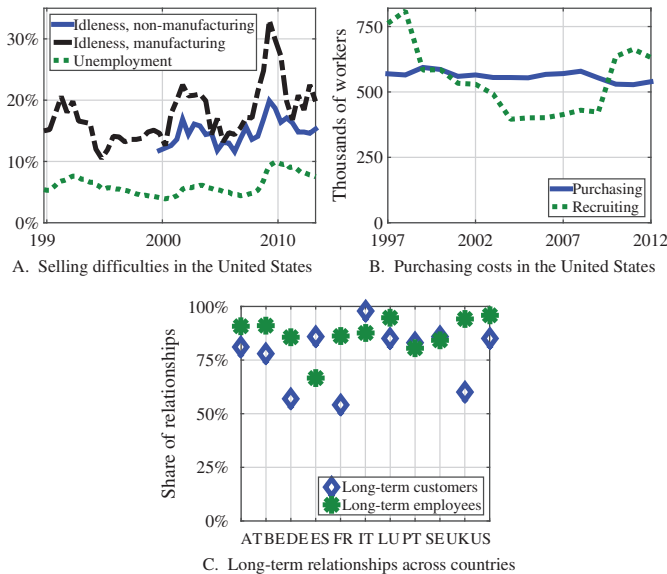 35%
30%
20%
10%
0%
Idleness, non-manufacturing
Idleness, manufacturing
Unemployment
199
2000
2010
A. Selling difficulties in the United States
Thousands of workers
750
500
250
0
Purchasing
Recruiting
1997
2002
2007
2012
B. Purchasing costs in the United States
Share of relationships
100%
75%
50%
25%
0%
Long-term customers
Long-term employees
AT BE DE ES FR IT LU PT SE UK US
C. Long-term relationships across countries